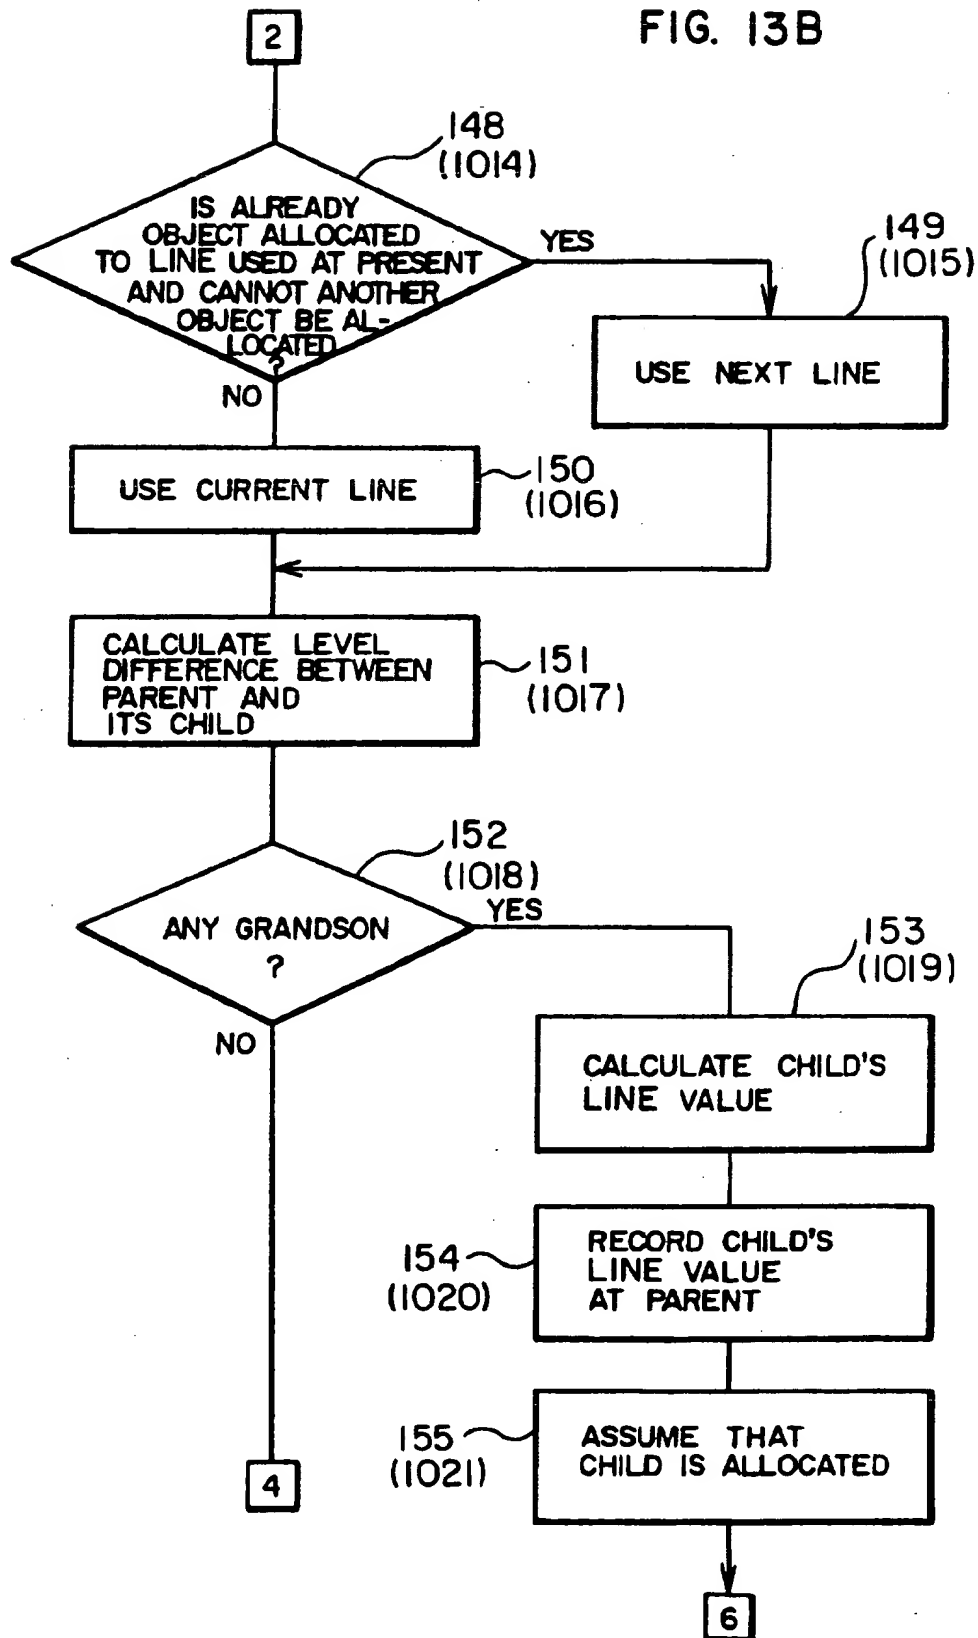 FIG. 13B
2
148
(1014)
IS ALREADY
OBJECT ALLOCATED
TO LINE USED AT PRESENT
AND CANNOT ANOTHER
OBJECT BE AL-
LOCATED
?
YES
149
(1015)
USE NEXT LINE
NO
USE CURRENT LINE
150
(1016)
CALCULATE LEVEL
DIFFERENCE BETWEEN
PARENT AND
ITS CHILD
151
(1017)
152
(1018)
ANY GRANDSON
?
YES
NO
153
(1019)
CALCULATE CHILD'S
LINE VALUE
154
(1020)
RECORD CHILD'S
LINE VALUE
AT PARENT
155
(1021)
ASSUME THAT
CHILD IS ALLOCATED
4
6